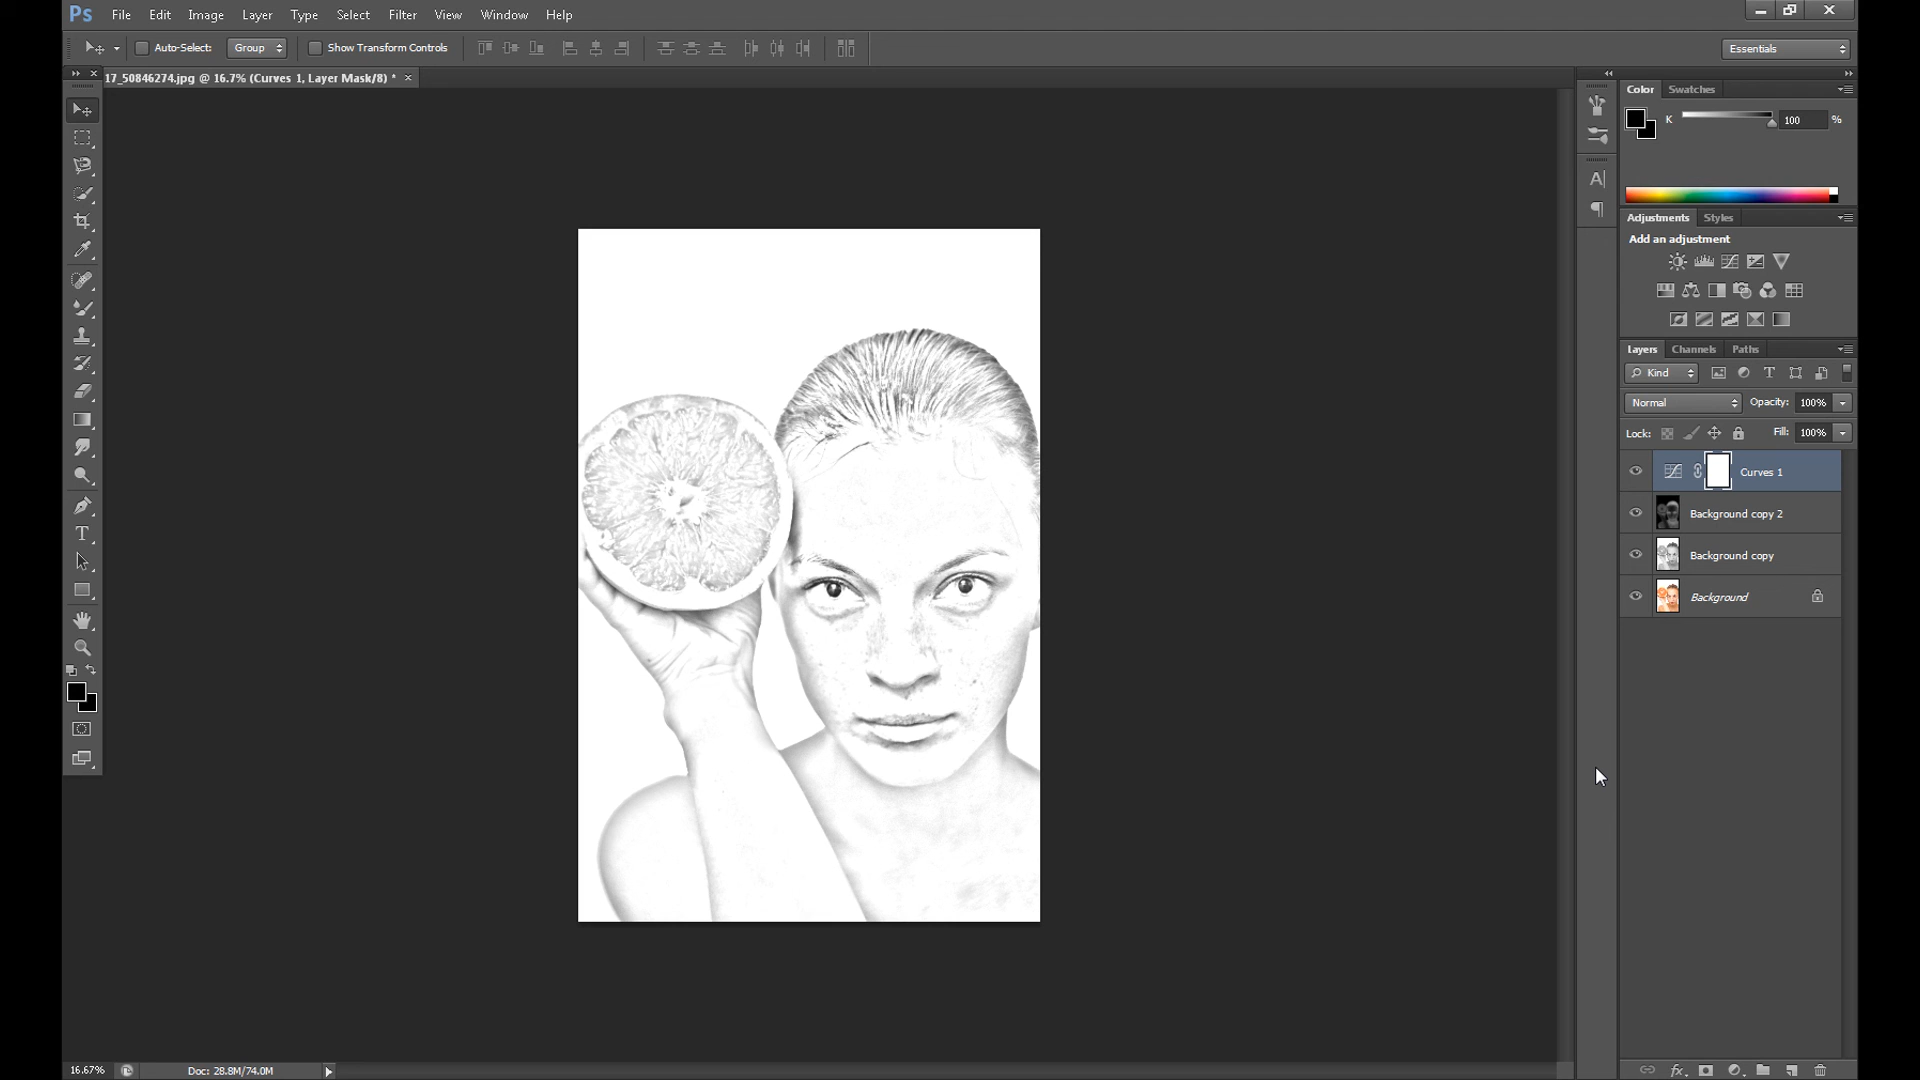 Ps File Edit Image Layer Type Select Filter View Window Help
Auto-Select: Group Show Transform Controls Essentials
17_50846274.jpg @ 16.7% (Curves 1, Layer Mask/8) * ×
Color Swatches
K 100 %
Adjustments Styles
Add an adjustment
Layers Channels Paths
Kind
Normal Opacity: 100%
Lock: Fill: 100%
Curves 1
Background copy 2
Background copy
Background
16.67% Doc: 28.8M/74.0M